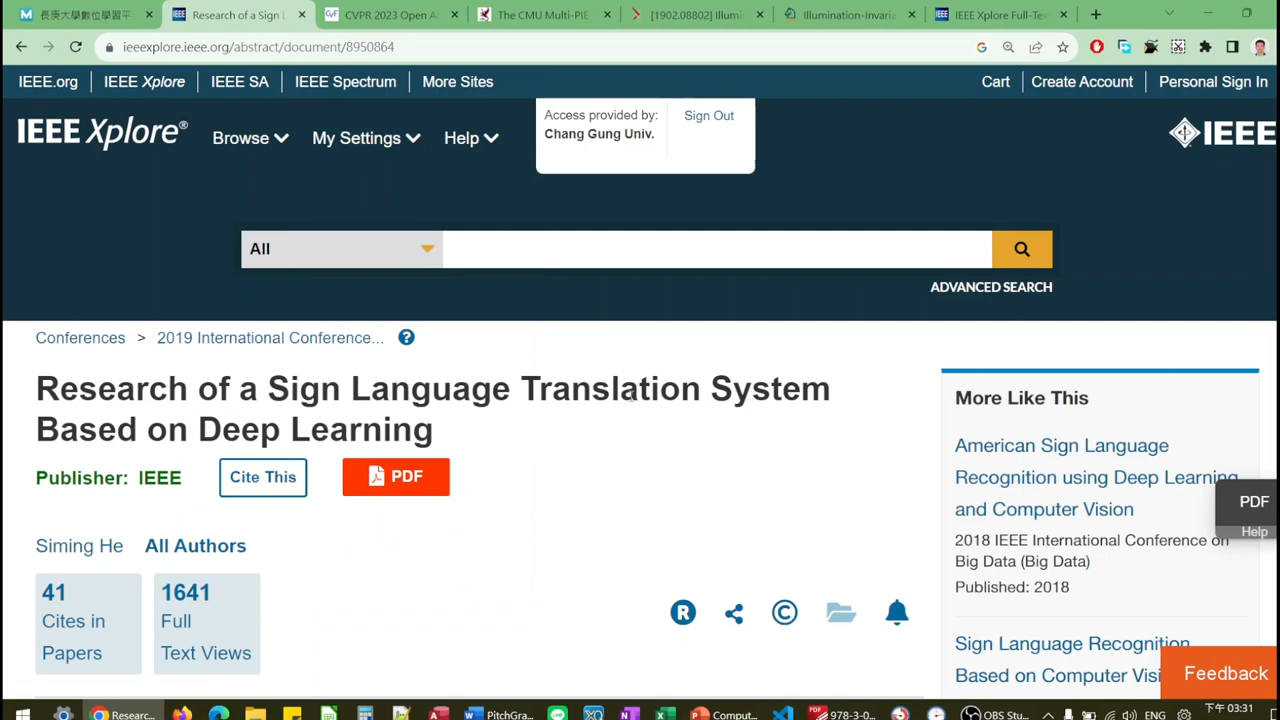 長庚大學數位學習平
Research of a Sign L
CVPR 2023 Open Ac
The CMU Multi-PIE
[1902.08802] Illumi
Illumination-Invaria
IEEE Xplore Full-Te
ieeexplore.ieee.org/abstract/document/8950864
IEEE.org
IEEE Xplore
IEEE SA
IEEE Spectrum
More Sites
Cart
Create Account
Personal Sign In
IEEE Xplore®
Browse
My Settings
Help
Access provided by:
Chang Gung Univ.
Sign Out
IEEE
All
ADVANCED SEARCH
Conferences > 2019 International Conference...
Research of a Sign Language Translation System
Based on Deep Learning
Publisher: IEEE
Cite This
PDF
Siming He
All Authors
41
Cites in
Papers
1641
Full
Text Views
More Like This
American Sign Language
Recognition using Deep Learning
and Computer Vision
2018 IEEE International Conference on
Big Data (Big Data)
Published: 2018
Sign Language Recognition
Based on Computer Visi
PDF
Help
Feedback
Researc...
PitchGra...
Comput...
978-3-0...
OBS Stu...
ENG
下午 03:31